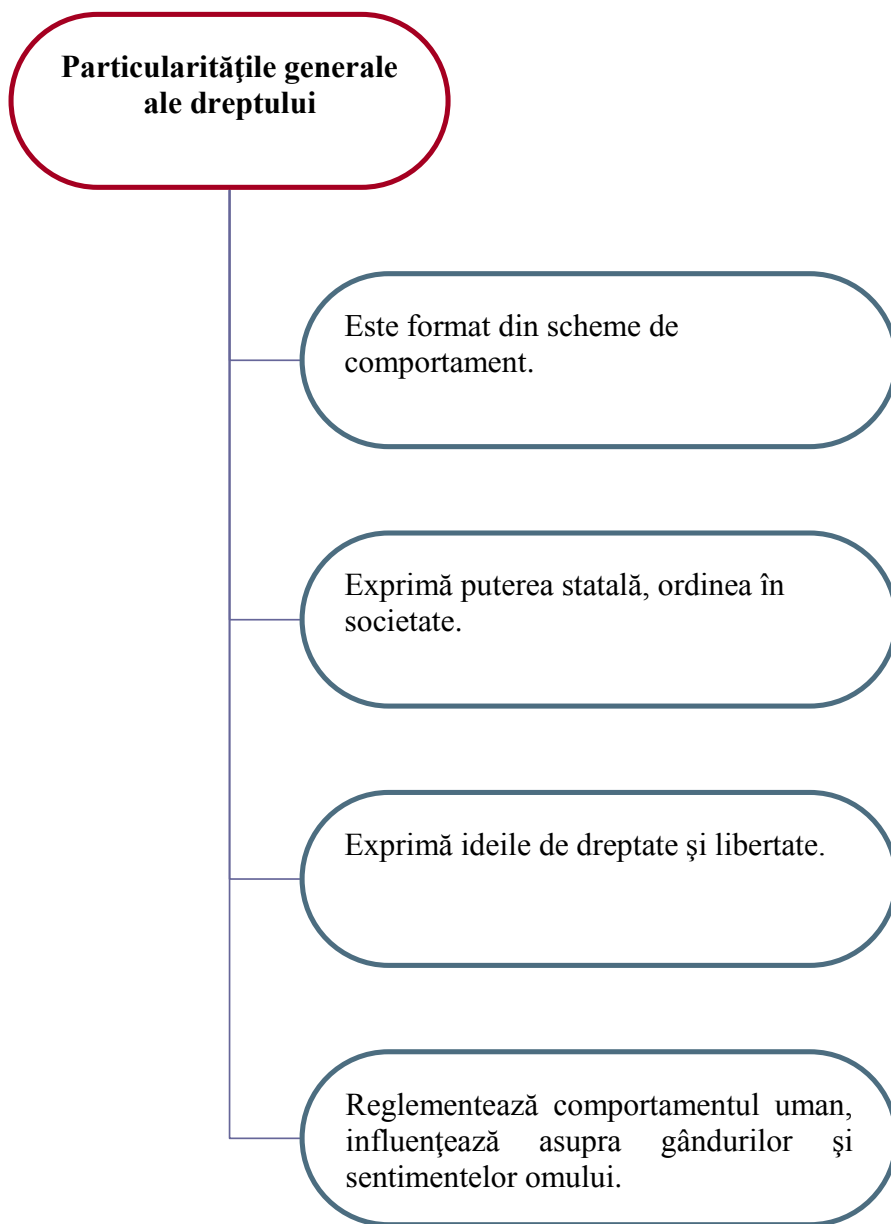 Particularităţile generale
ale dreptului
Este format din scheme de
comportament.
Exprimă puterea statală, ordinea în
societate.
Exprimă ideile de dreptate şi libertate.
Reglementează comportamentul uman,
influenţează asupra gândurilor şi
sentimentelor omului.